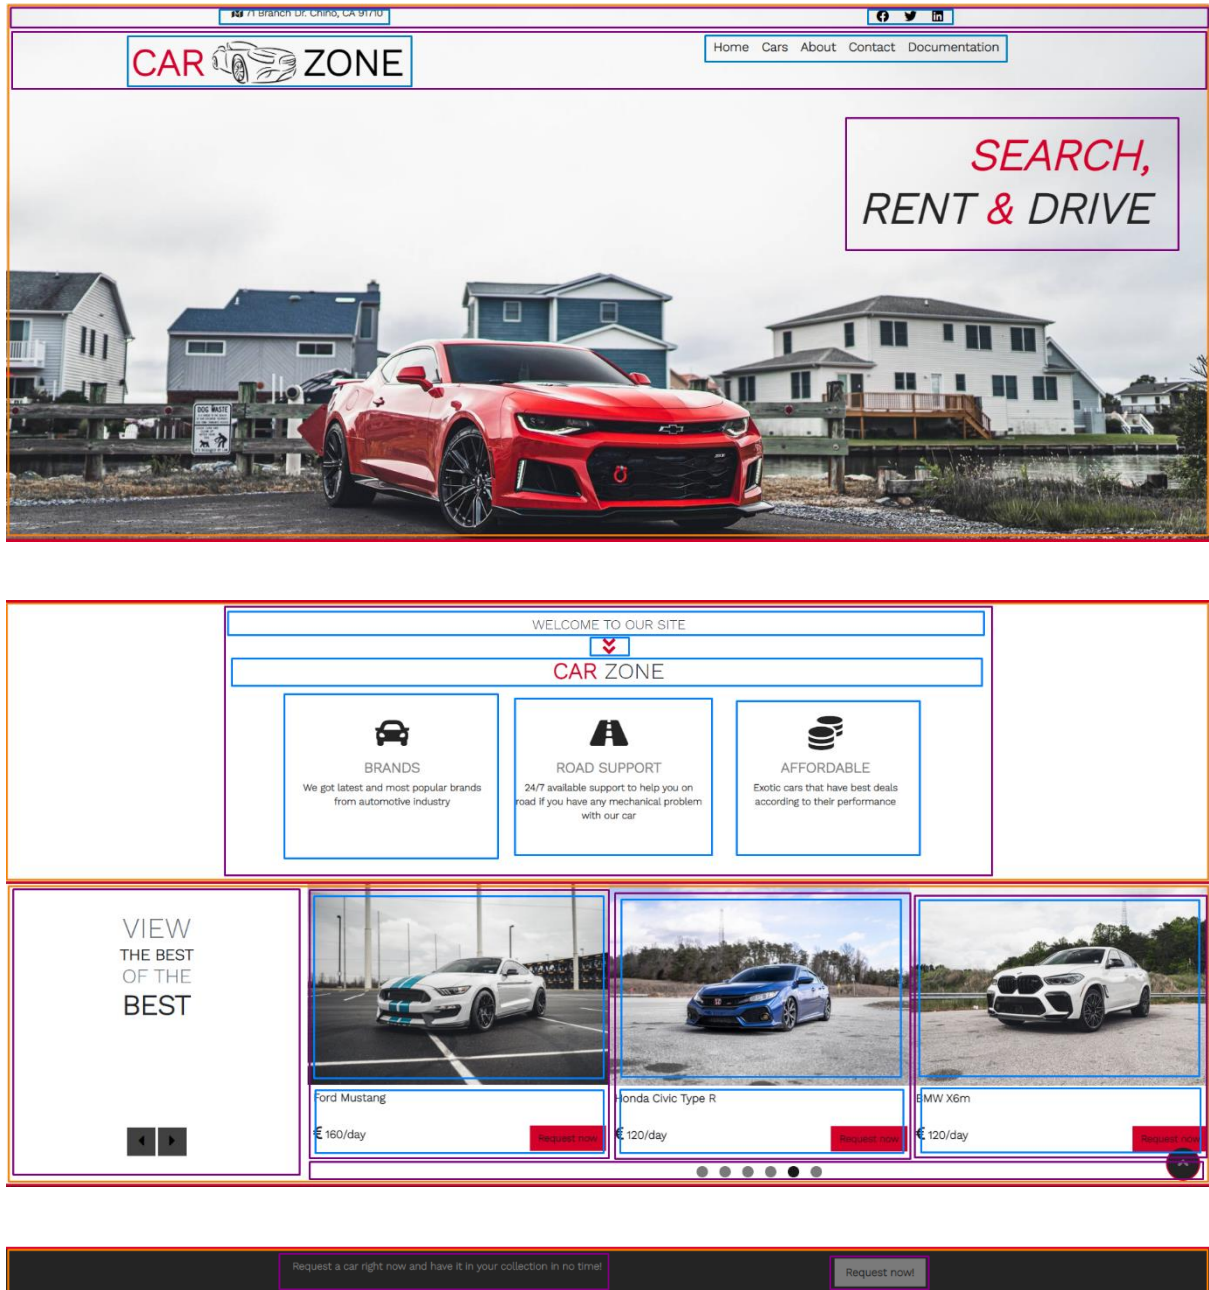 71 Branch Dr. Chino, CA 91710
CAR ZONE
Home Cars About Contact Documentation
SEARCH,
RENT & DRIVE
DOG WASTE
WELCOME TO OUR SITE
CAR ZONE
BRANDS
We got latest and most popular brands
from automotive industry
ROAD SUPPORT
24/7 available support to help you on
road if you have any mechanical problem
with our car
AFFORDABLE
Exotic cars that have best deals
according to their performance
VIEW
THE BEST
OF THE
BEST
Ford Mustang
€ 160/day
Request now
Honda Civic Type R
€ 120/day
Request now
BMW X6m
€ 120/day
Request now
Request a car right now and have it in your collection in no time!
Request now!